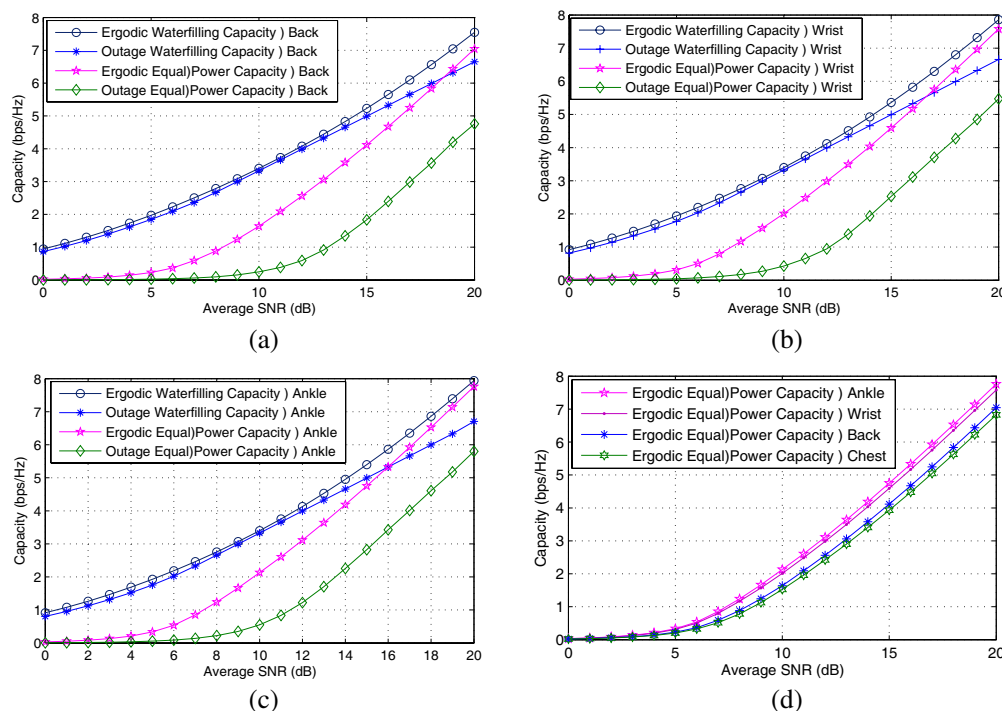 Ergodic Waterfilling Capacity ) Back
Outage Waterfilling Capacity ) Back
Ergodic Equal)Power Capacity ) Back
Outage Equal)Power Capacity ) Back
Capacity (bps/Hz)
8
7
6
5
4
3
2
1
0
0 5 10 15 20
Average SNR (dB)
(a)
Ergodic Waterfilling Capacity ) Wrist
Outage Waterfilling Capacity ) Wrist
Ergodic Equal)Power Capacity ) Wrist
Outage Equal)Power Capacity ) Wrist
Capacity (bps/Hz)
8
7
6
5
4
3
2
1
0
0 5 10 15 20
Average SNR (dB)
(b)
Ergodic Waterfilling Capacity ) Ankle
Outage Waterfilling Capacity ) Ankle
Ergodic Equal)Power Capacity ) Ankle
Outage Equal)Power Capacity ) Ankle
Capacity (bps/Hz)
8
7
6
5
4
3
2
1
0
0 2 4 6 8 10 12 14 16 18 20
Average SNR (dB)
(c)
Ergodic Equal)Power Capacity ) Ankle
Ergodic Equal)Power Capacity ) Wrist
Ergodic Equal)Power Capacity ) Back
Ergodic Equal)Power Capacity ) Chest
Capacity (bps/Hz)
8
7
6
5
4
3
2
1
0
0 5 10 15 20
Average SNR (dB)
(d)